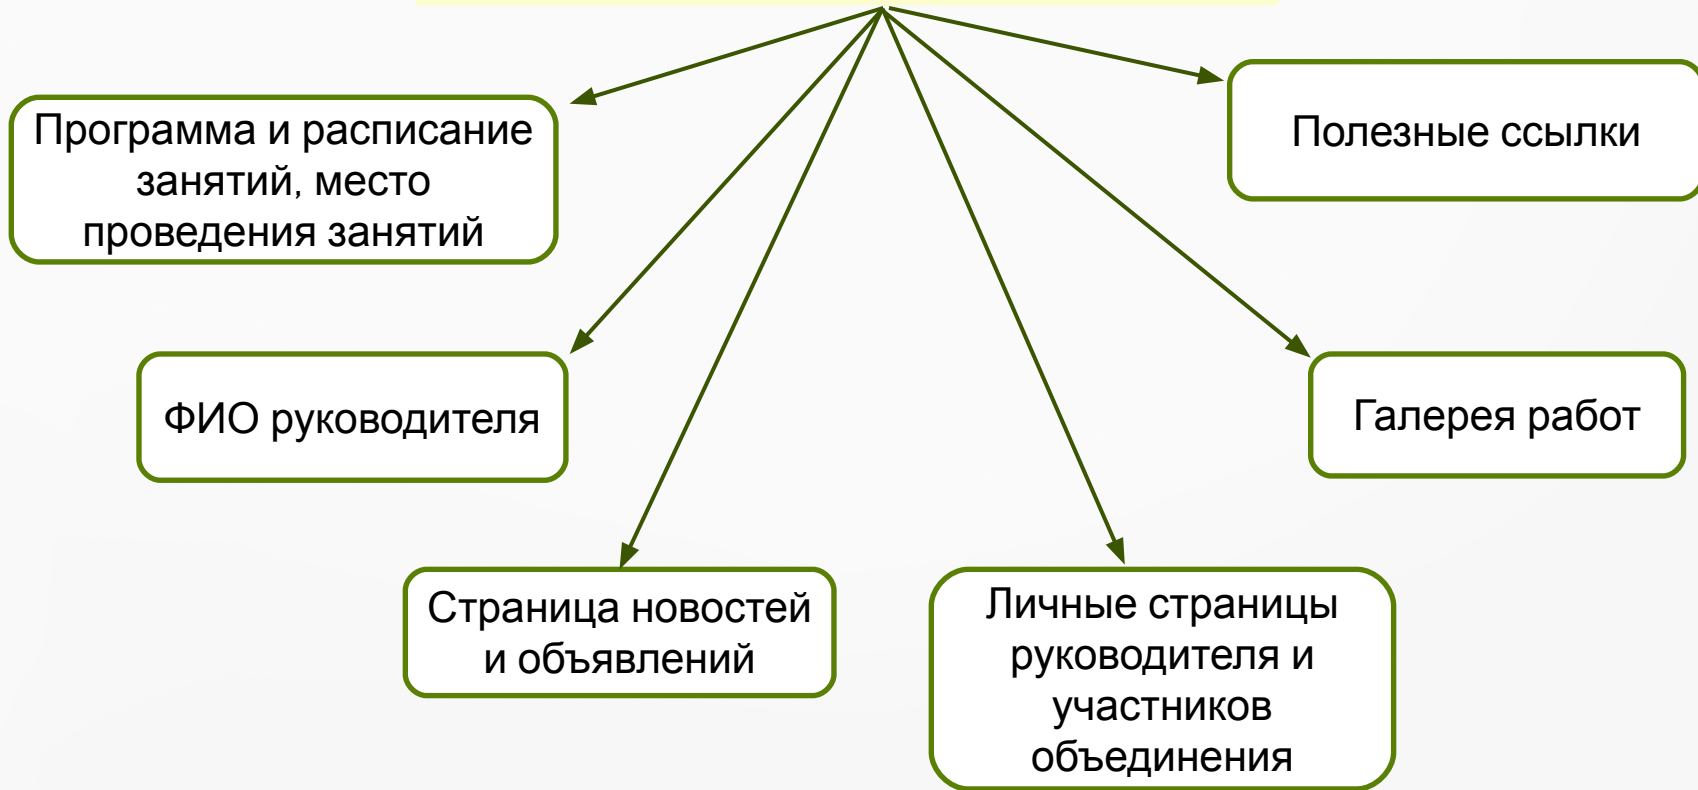 Программа и расписание
занятий, место
проведения занятий
Полезные ссылки
ФИО руководителя
Галерея работ
Страница новостей
и объявлений
Личные страницы
руководителя и
участников
объединения